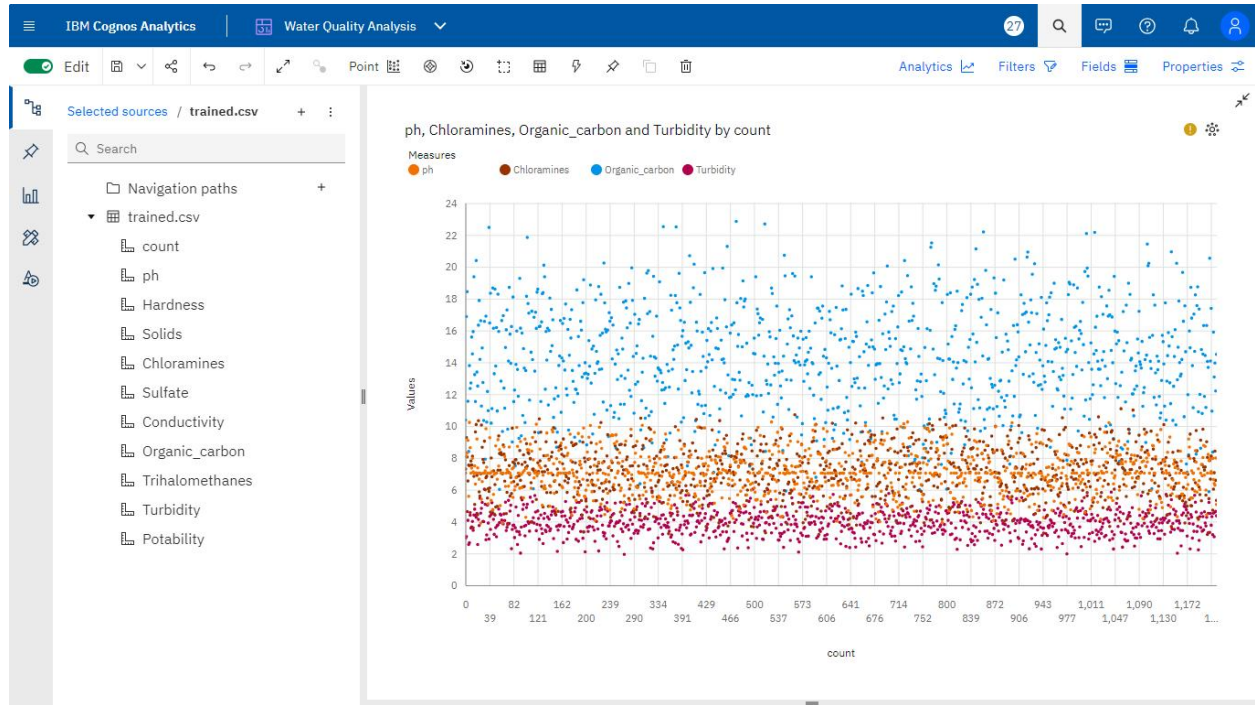 IBM Cognos Analytics Water Quality Analysis 27
Edit Point Analytics Filters Fields Properties
Selected sources / trained.csv
Search
Navigation paths
trained.csv
count
ph
Hardness
Solids
Chloramines
Sulfate
Conductivity
Organic_carbon
Trihalomethanes
Turbidity
Potability
ph, Chloramines, Organic_carbon and Turbidity by count
Measures
ph Chloramines Organic_carbon Turbidity
Values
24
22
20
18
16
14
12
10
8
6
4
2
0
0 82 162 239 334 429 500 573 641 714 800 872 943 1,011 1,090 1,172
39 121 200 290 391 466 537 606 676 752 839 906 977 1,047 1,130 1...
count